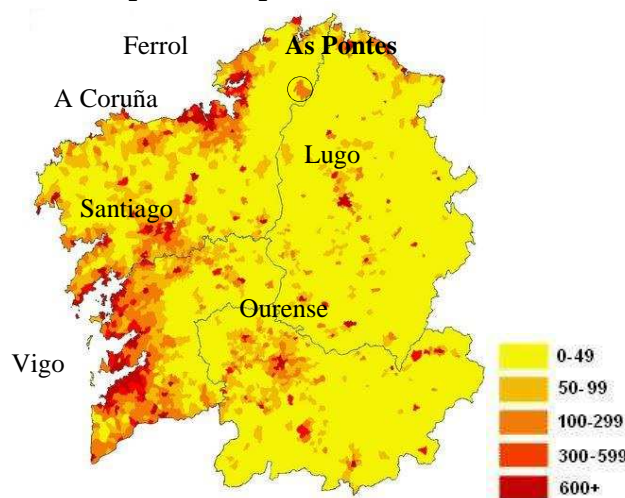 Ferrol
As Pontes
A Coruña
Lugo
Santiago
Ourense
Vigo
0-49
50-99
100-299
300-599
600+